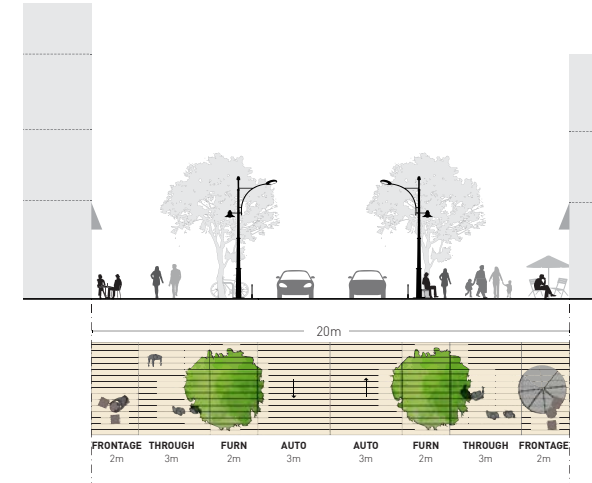 20m
FRONTAGE THROUGH FURN AUTO AUTO FURN THROUGH FRONTAGE
2m 3m 2m 3m 3m 2m 3m 2m